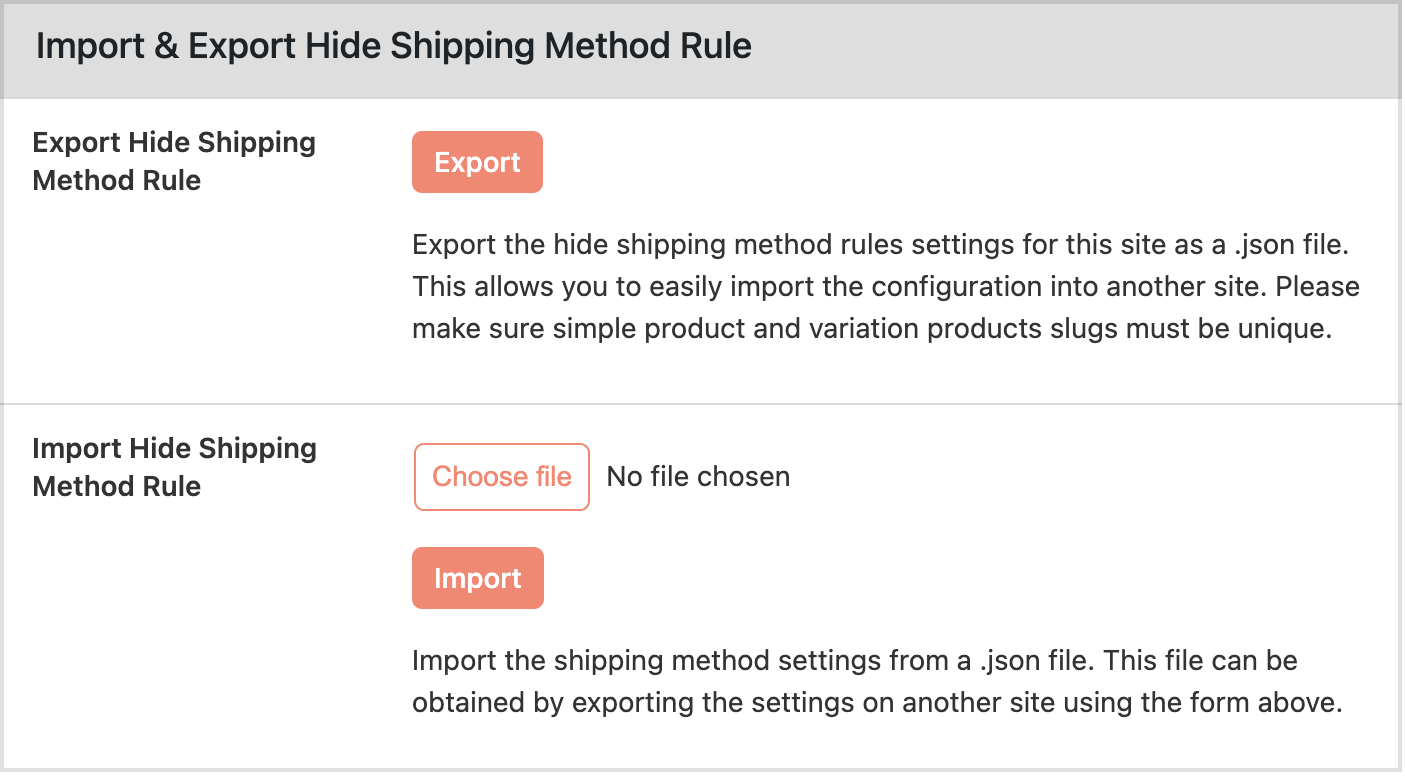 Import & Export Hide Shipping Method Rule
Export Hide Shipping
Method Rule
Export
Export the hide shipping method rules settings for this site as a .json file.
This allows you to easily import the configuration into another site. Please
make sure simple product and variation products slugs must be unique.
Import Hide Shipping
Method Rule
Choose file No file chosen
Import
Import the shipping method settings from a .json file. This file can be
obtained by exporting the settings on another site using the form above.